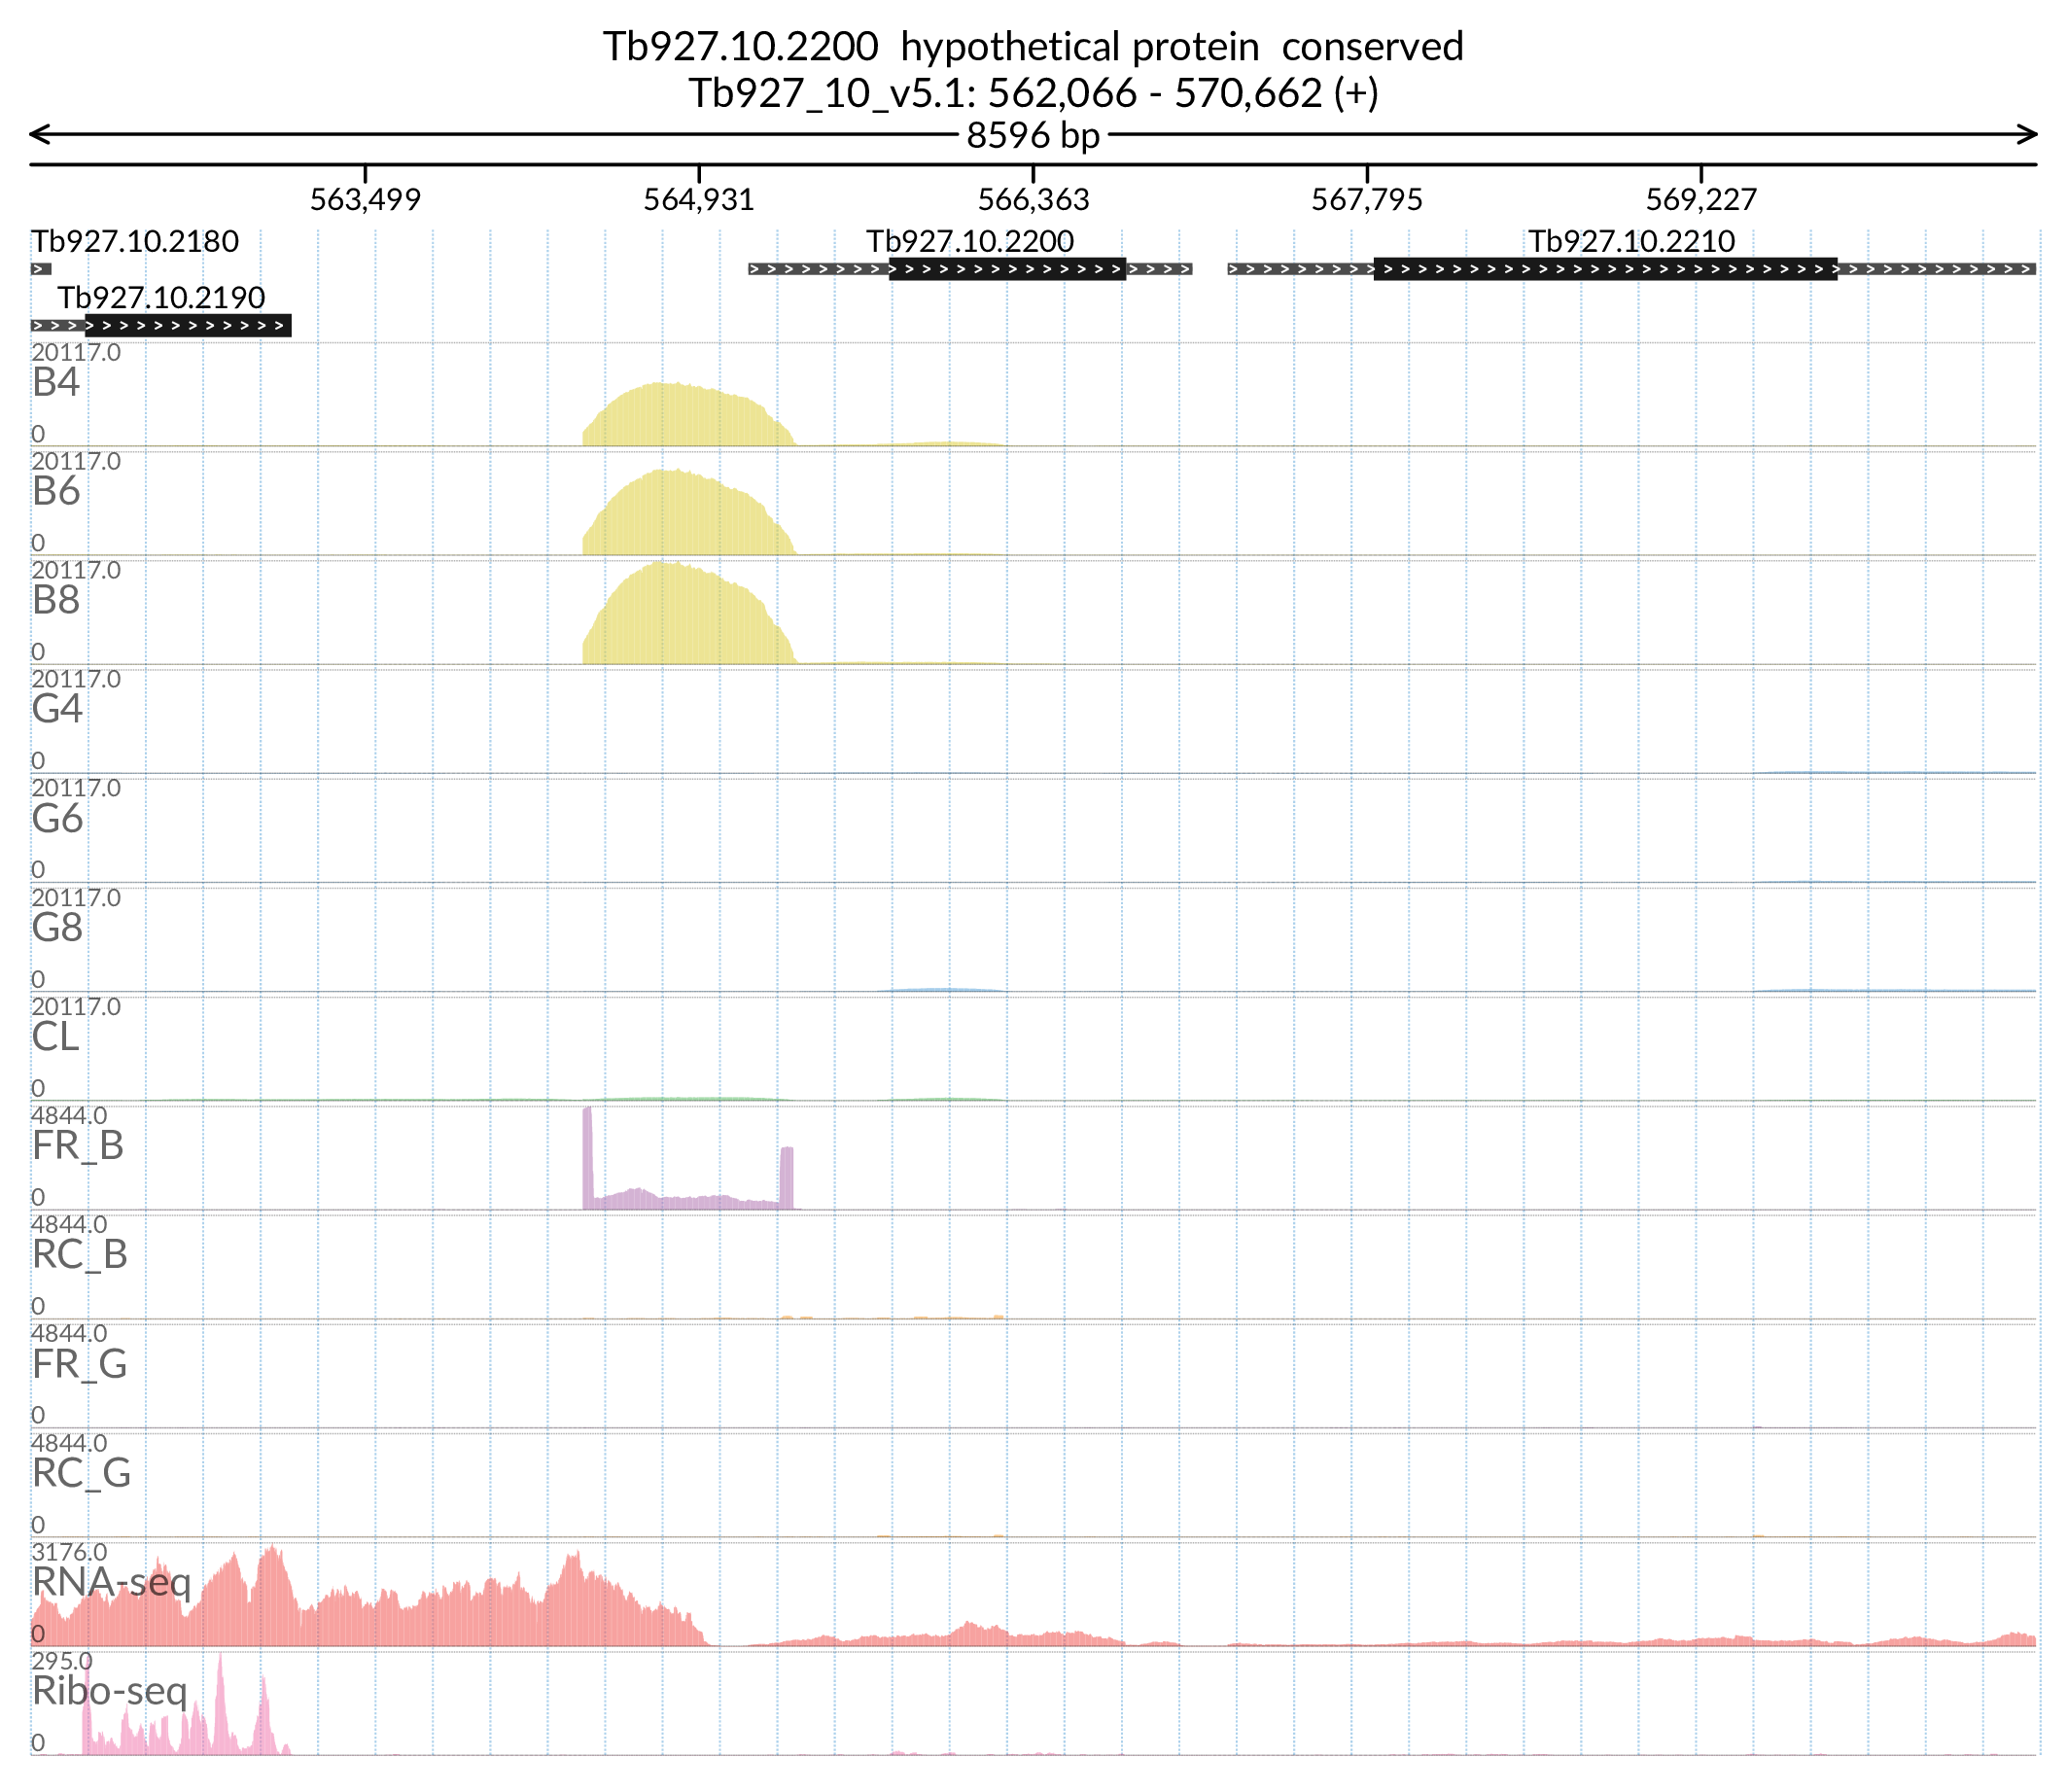 Tb927.10.2200  hypothetical protein  conserved
Tb927_10_v5.1: 562,066 - 570,662 (+)
8596 bp
563,499 564,931 566,363 567,795 569,227
Tb927.10.2180 Tb927.10.2200 Tb927.10.2210
Tb927.10.2190
20117.0
B4
0
20117.0
B6
0
20117.0
B8
0
20117.0
G4
0
20117.0
G6
0
20117.0
G8
0
20117.0
CL
0
4844.0
FR_B
0
4844.0
RC_B
0
4844.0
FR_G
0
4844.0
RC_G
0
3176.0
RNA-seq
0
295.0
Ribo-seq
0